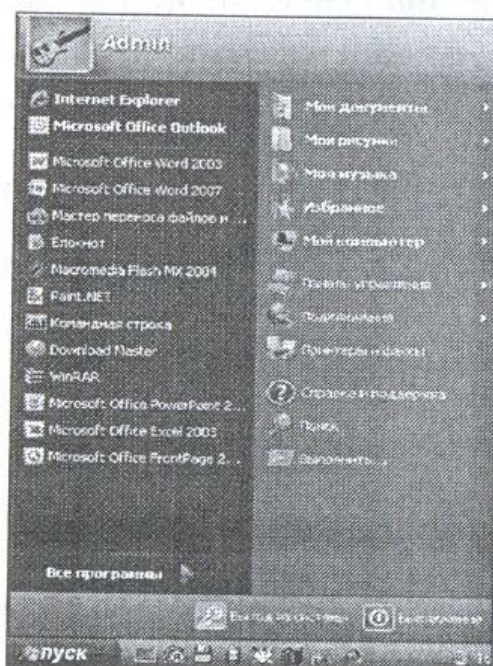 Admin
Internet Explorer
Microsoft Office Outlook
Microsoft Office Word 2003
Microsoft Office Word 2007
Мастер переноса файлов и ...
Блокнот
Macromedia Flash MX 2004
Paint.NET
Командная строка
Download Master
WinRAR
Microsoft Office PowerPoint 2...
Microsoft Office Excel 2003
Microsoft Office FrontPage 2...
Все программы
Мои документы
Мои рисунки
Моя музыка
Избранное
Мой компьютер
Панель управления
Подключения
Принтеры и факсы
Справка и поддержка
Поиск
Выполнить...
Выход из системы
Выключение
пуск